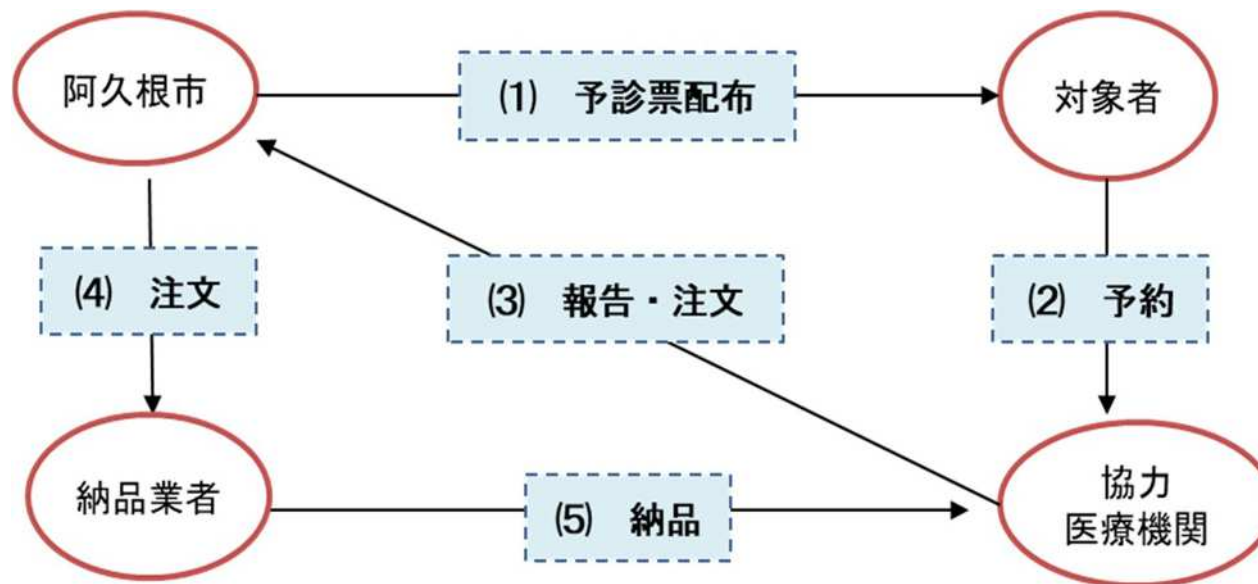 阿久根市
(1) 予診票配布
対象者
(4) 注文
(3) 報告・注文
(2) 予約
納品業者
(5) 納品
協力
医療機関